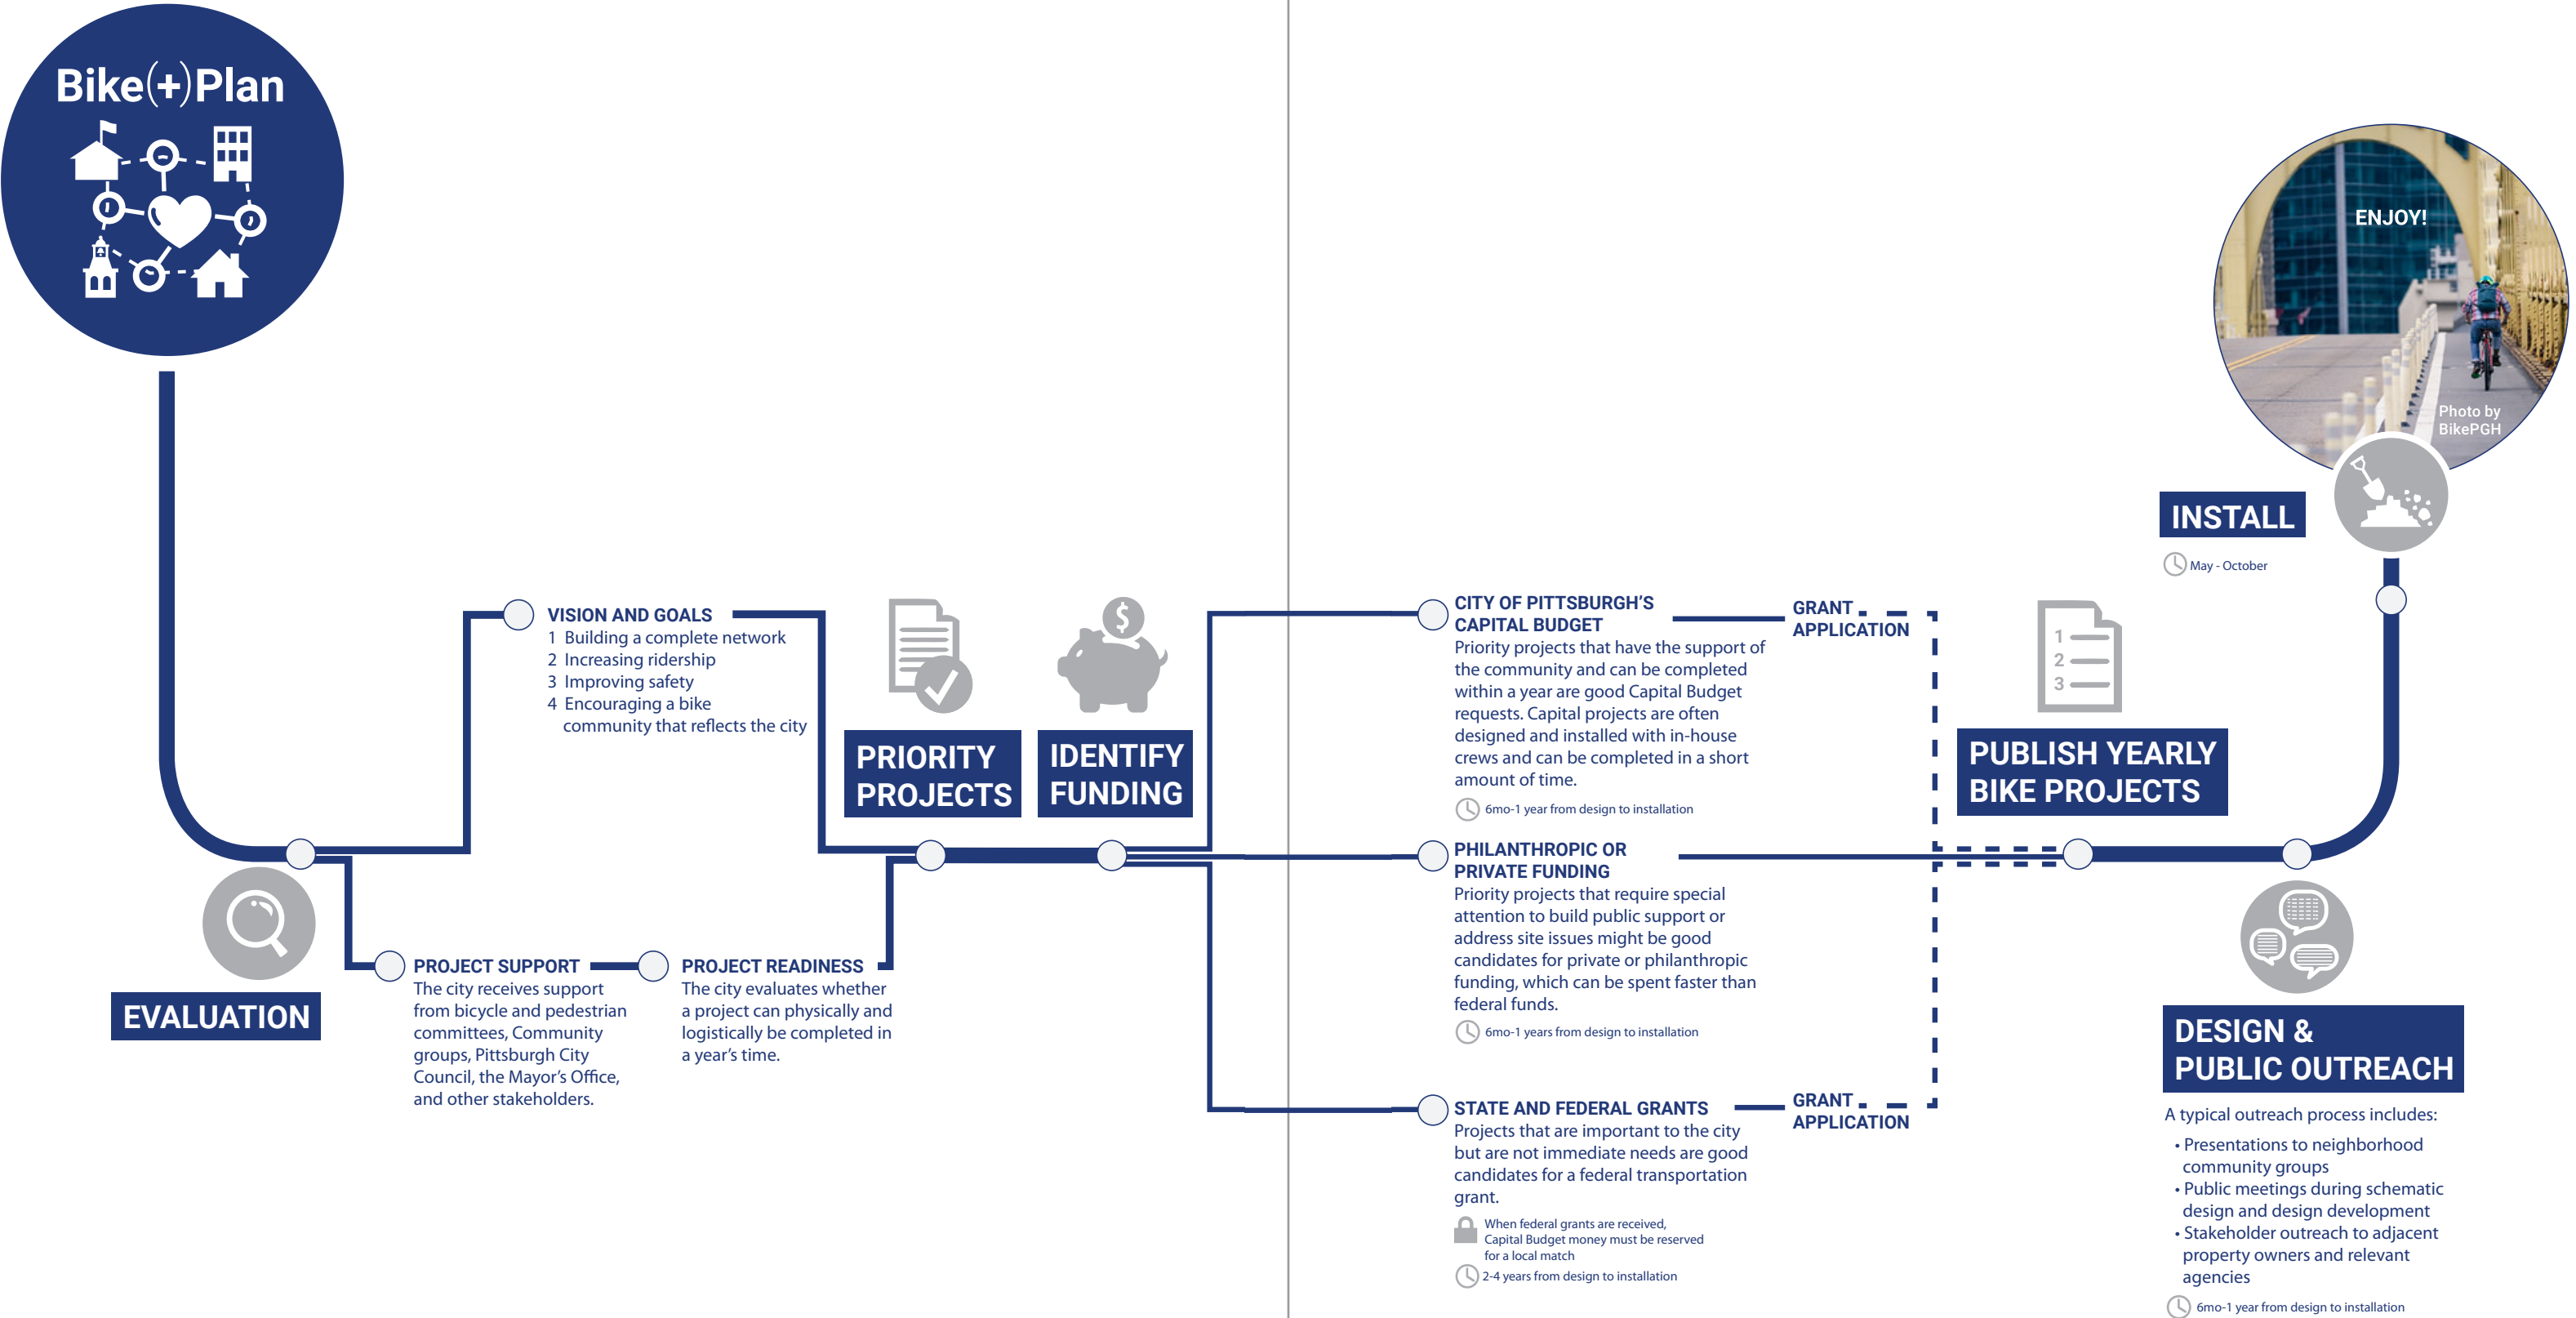 Bike(+)Plan
EVALUATION
VISION AND GOALS
1 Building a complete network
2 Increasing ridership
3 Improving safety
4 Encouraging a bike
community that reflects the city
PROJECT SUPPORT
The city receives support
from bicycle and pedestrian
committees, Community
groups, Pittsburgh City
Council, the Mayor’s Office,
and other stakeholders.
PROJECT READINESS
The city evaluates whether
a project can physically and
logistically be completed in
a year’s time.
PRIORITY
PROJECTS
$
IDENTIFY
FUNDING
CITY OF PITTSBURGH’S
CAPITAL BUDGET
Priority projects that have the support of
the community and can be completed
within a year are good Capital Budget
requests. Capital projects are often
designed and installed with in-house
crews and can be completed in a short
amount of time.
6mo-1 year from design to installation
GRANT
APPLICATION
PHILANTHROPIC OR
PRIVATE FUNDING
Priority projects that require special
attention to build public support or
address site issues might be good
candidates for private or philanthropic
funding, which can be spent faster than
federal funds.
6mo-1 years from design to installation
STATE AND FEDERAL GRANTS
Projects that are important to the city
but are not immediate needs are good
candidates for a federal transportation
grant.
When federal grants are received,
Capital Budget money must be reserved
for a local match
2-4 years from design to installation
GRANT
APPLICATION
1
2
3
PUBLISH YEARLY
BIKE PROJECTS
DESIGN &
PUBLIC OUTREACH
A typical outreach process includes:
• Presentations to neighborhood
community groups
• Public meetings during schematic
design and design development
• Stakeholder outreach to adjacent
property owners and relevant
agencies
6mo-1 year from design to installation
INSTALL
May - October
ENJOY!
Photo by
BikePGH